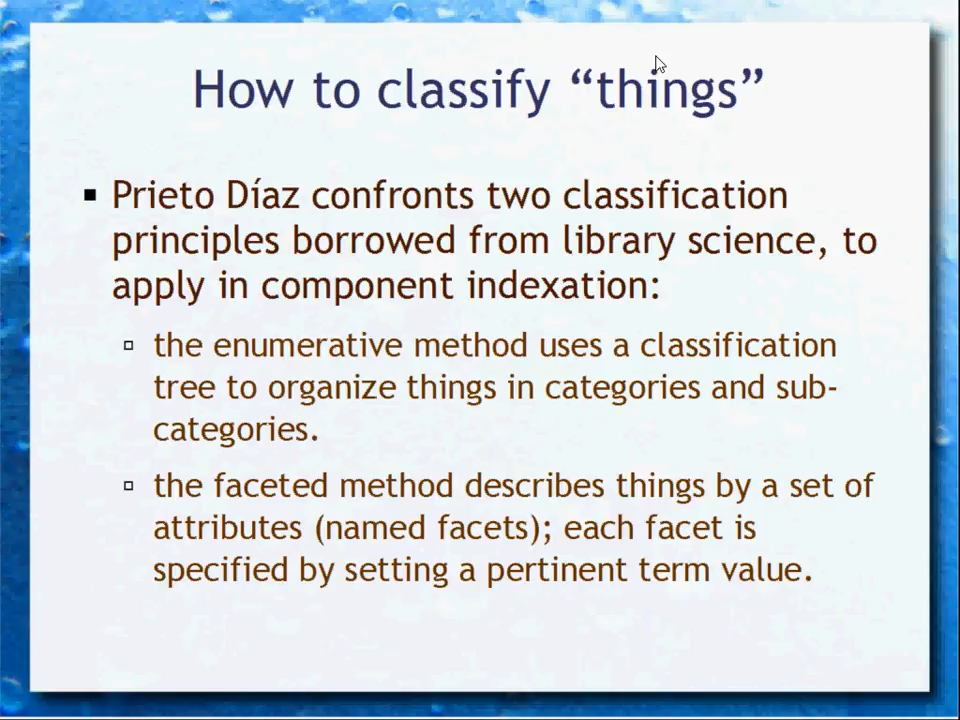 How to classify “things”
Prieto Díaz confronts two classification
principles borrowed from library science, to
apply in component indexation:
the enumerative method uses a classification
tree to organize things in categories and sub-
categories.
the faceted method describes things by a set of
attributes (named facets); each facet is
specified by setting a pertinent term value.